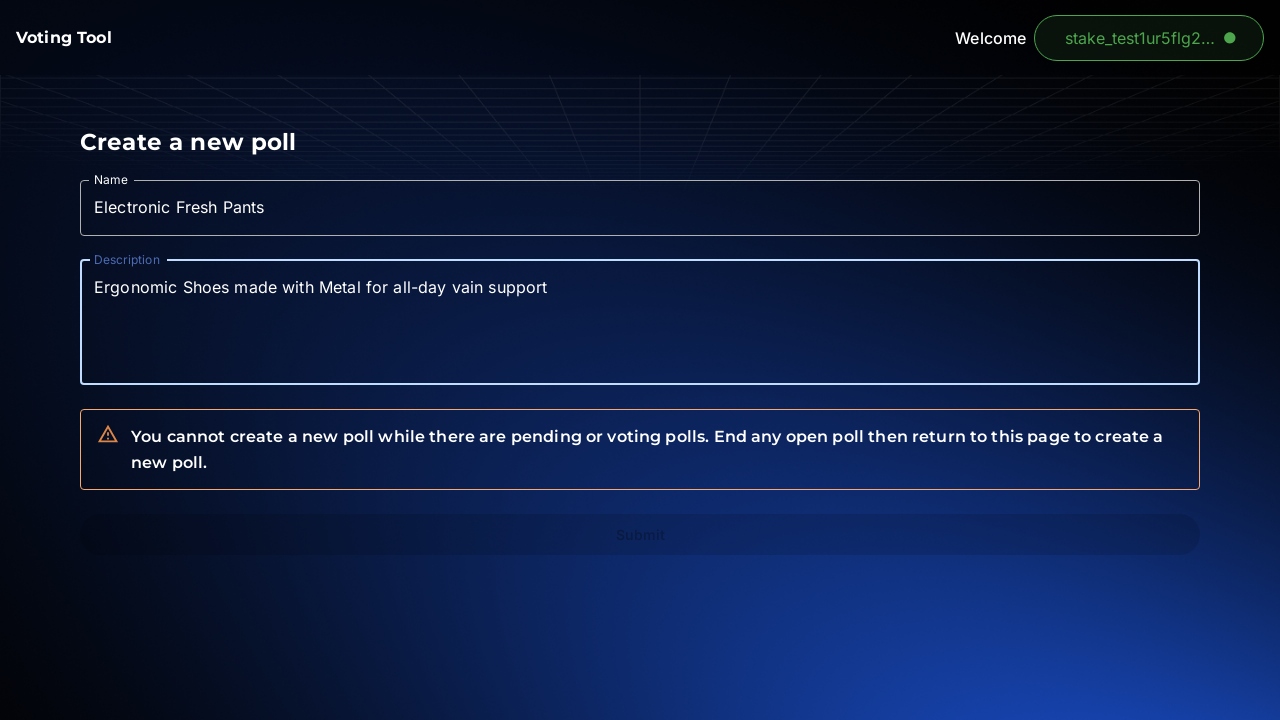 Voting Tool
Welcome
stake_test1ur5flg2...
Create a new poll
Name
Electronic Fresh Pants
Description
Ergonomic Shoes made with Metal for all-day vain support
You cannot create a new poll while there are pending or voting polls. End any open poll then return to this page to create a
new poll.
Submit